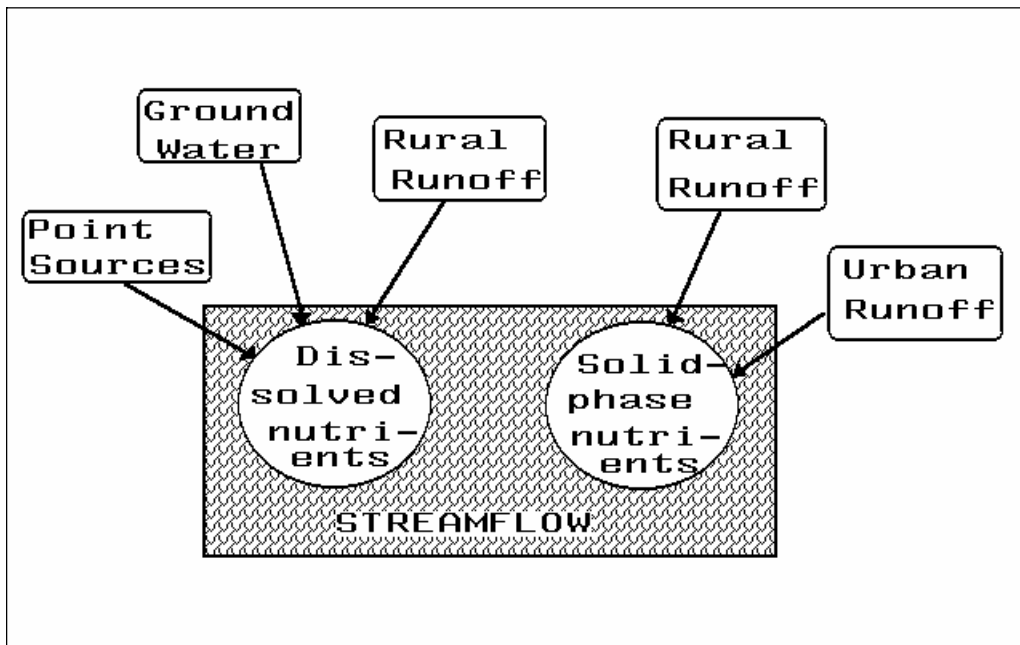 Ground
Water
Rural
Runoff
Rural
Runoff
Point
Sources
Urban
Runoff
Dis-
solved
nutri-
ents
Solid-
phase
nutri-
ents
STREAMFLOW